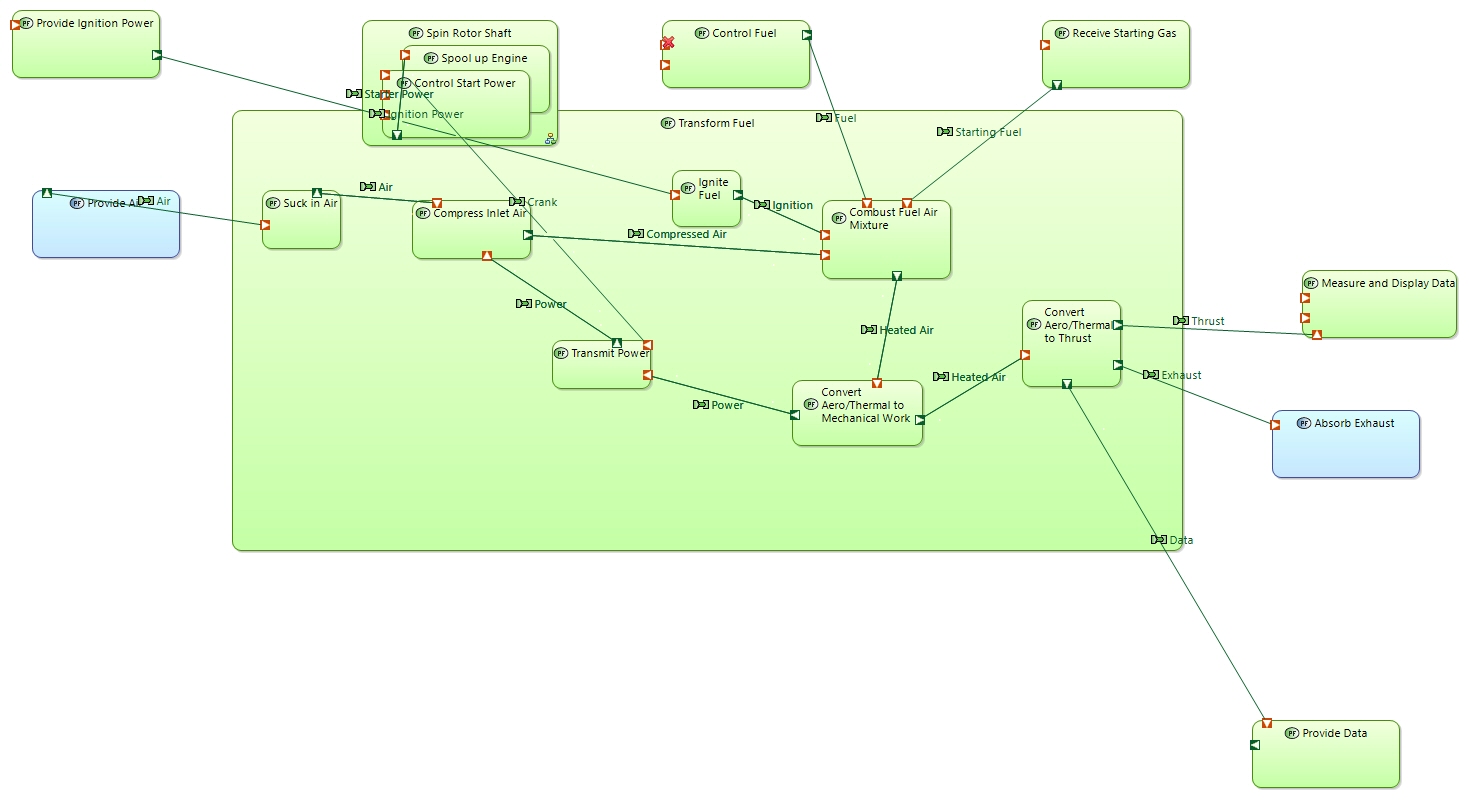 PF Provide Ignition Power
PF Spin Rotor Shaft
PF Spool up Engine
PF Control Start Power
Starter Power
Ignition Power
PF Control Fuel
PF Receive Starting Gas
PF Transform Fuel
Fuel
Starting Fuel
PF Provide Air
Air
PF Suck in Air
Air
PF Compress Inlet Air
Crank
PF Ignite
Fuel
Ignition
Compressed Air
PF Combust Fuel Air
Mixture
Power
Heated Air
PF Transmit Power
Power
Convert
PF Aero/Thermal to
Mechanical Work
Heated Air
Convert
PF Aero/Thermal
to Thrust
Thrust
Exhaust
PF Measure and Display Data
PF Absorb Exhaust
Data
PF Provide Data